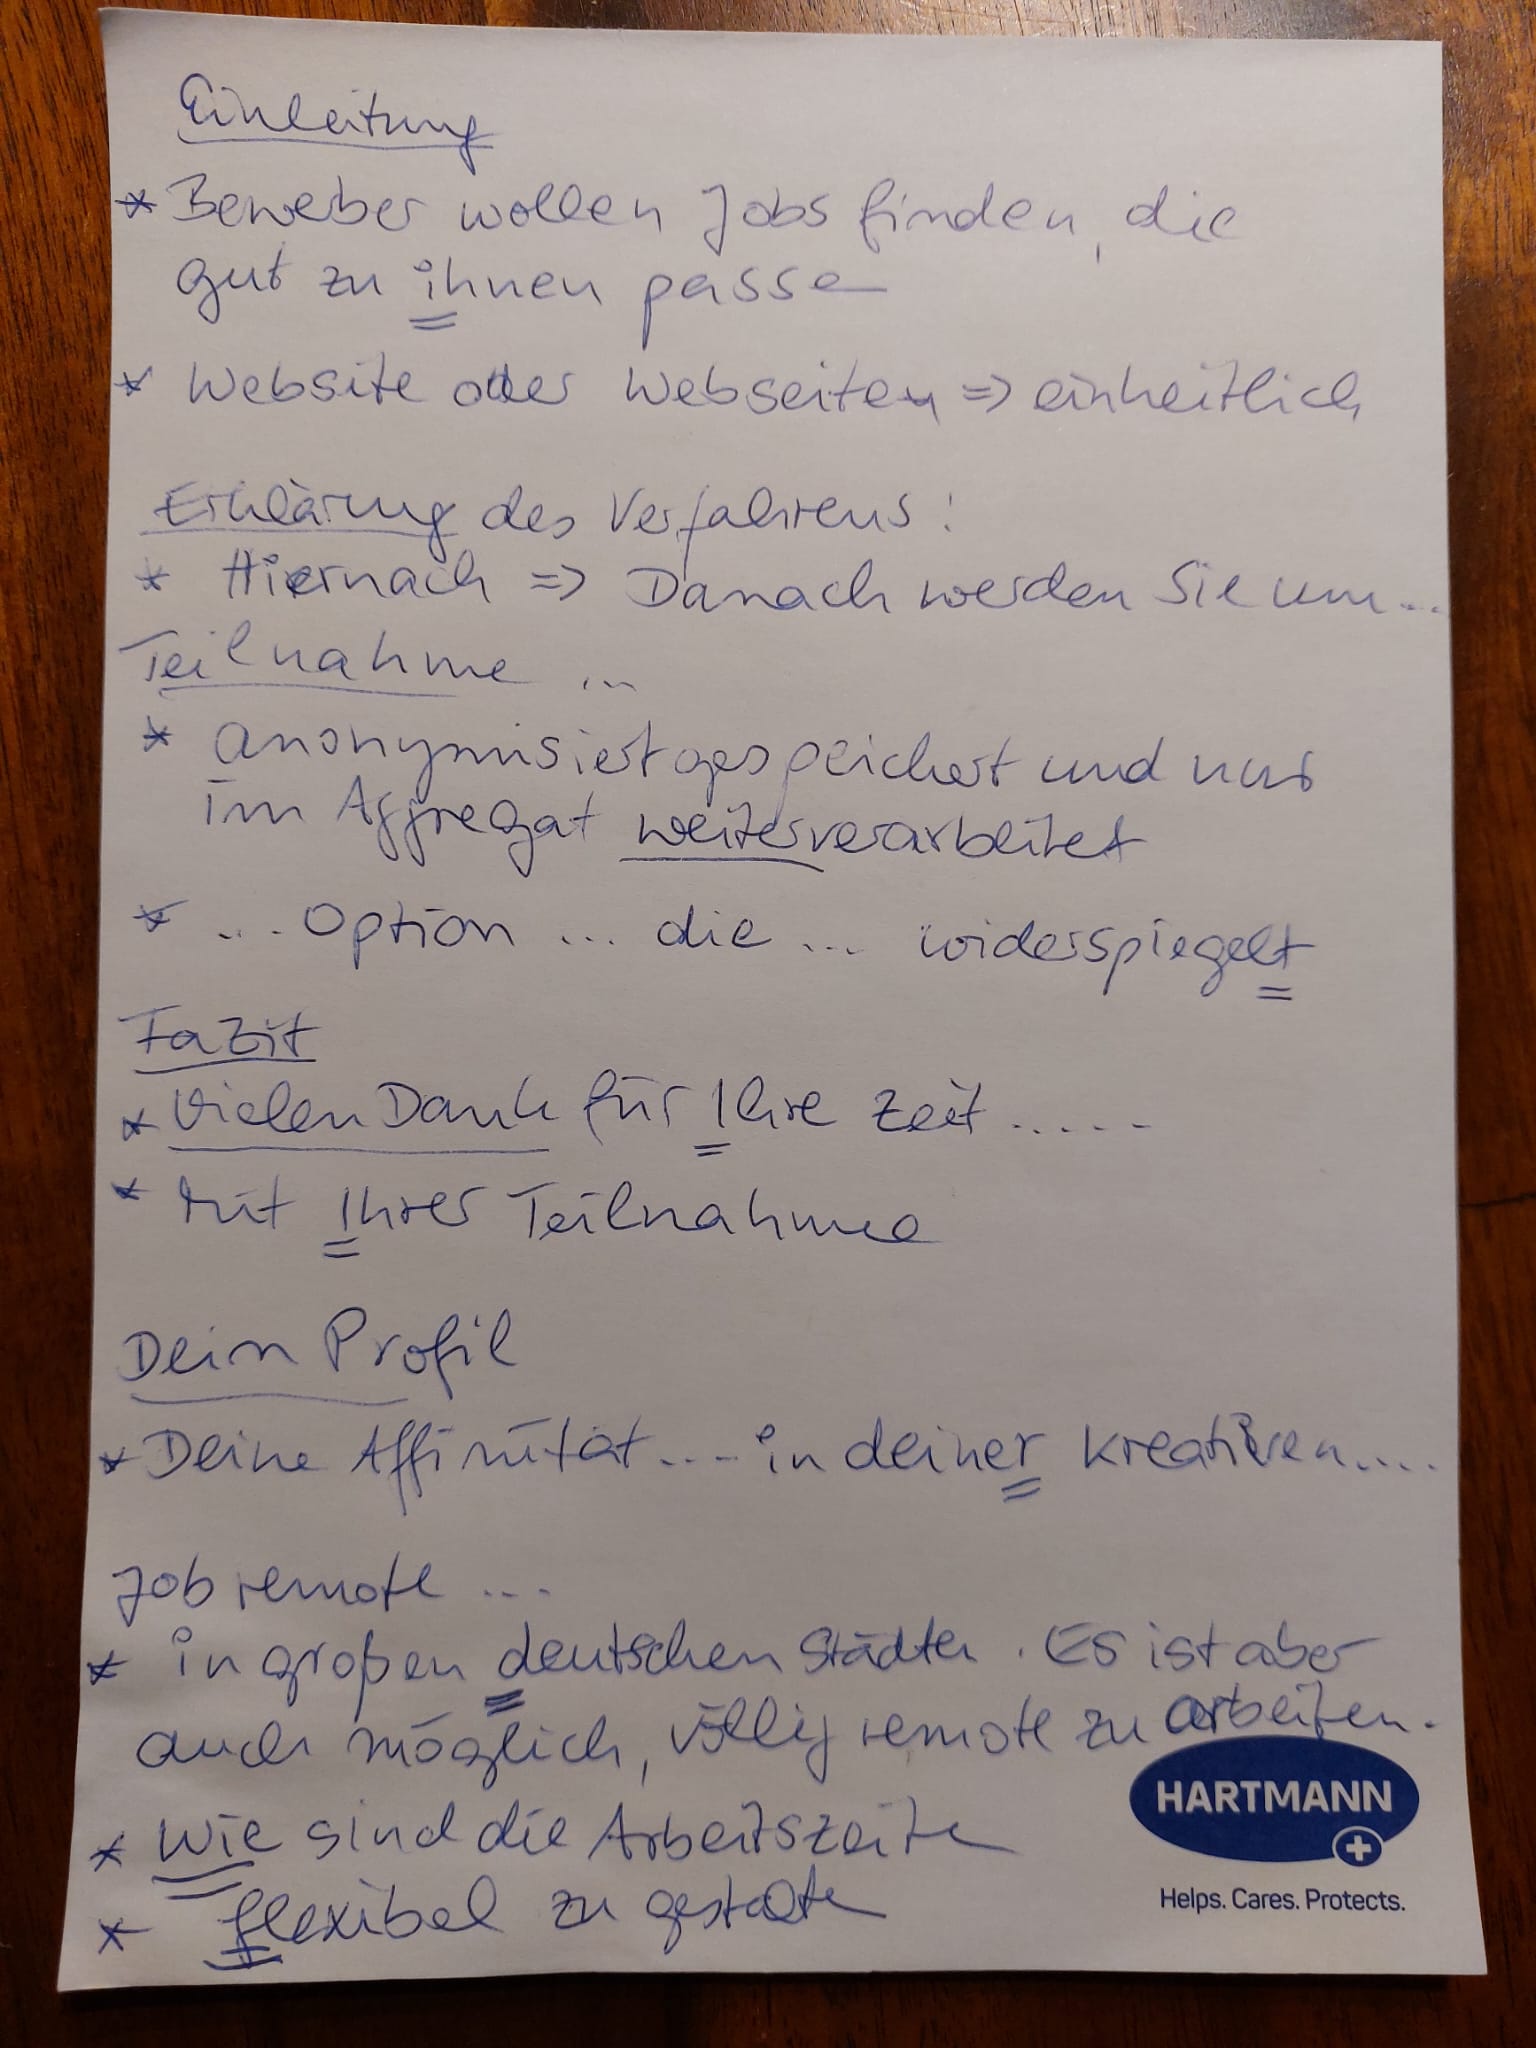 Einleitung
* Bewerber wollen Jobs finden, die
gut zu ihnen passen
* Website oder Webseiten => einheitlich
Erklärung des Verfahrens:
* Hiernach => Danach werden Sie um...
Teilnahme ...
* anonymisiert gespeichert und nur
im Aggregat weiterverarbeitet
* ... Option ... die ... widerspiegelt
Fazit
* Vielen Dank für Ihre Zeit .....
* Mit Ihrer Teilnahme
Dein Profil
* Deine Affinität .... in deiner kreativen....
Job remote ...
* in großen deutschen Städten. Es ist aber
auch möglich, völlig remote zu arbeiten.
* Wie sind die Arbeitszeiten
* flexibel zu gestalten
HARTMANN
Helps. Cares. Protects.